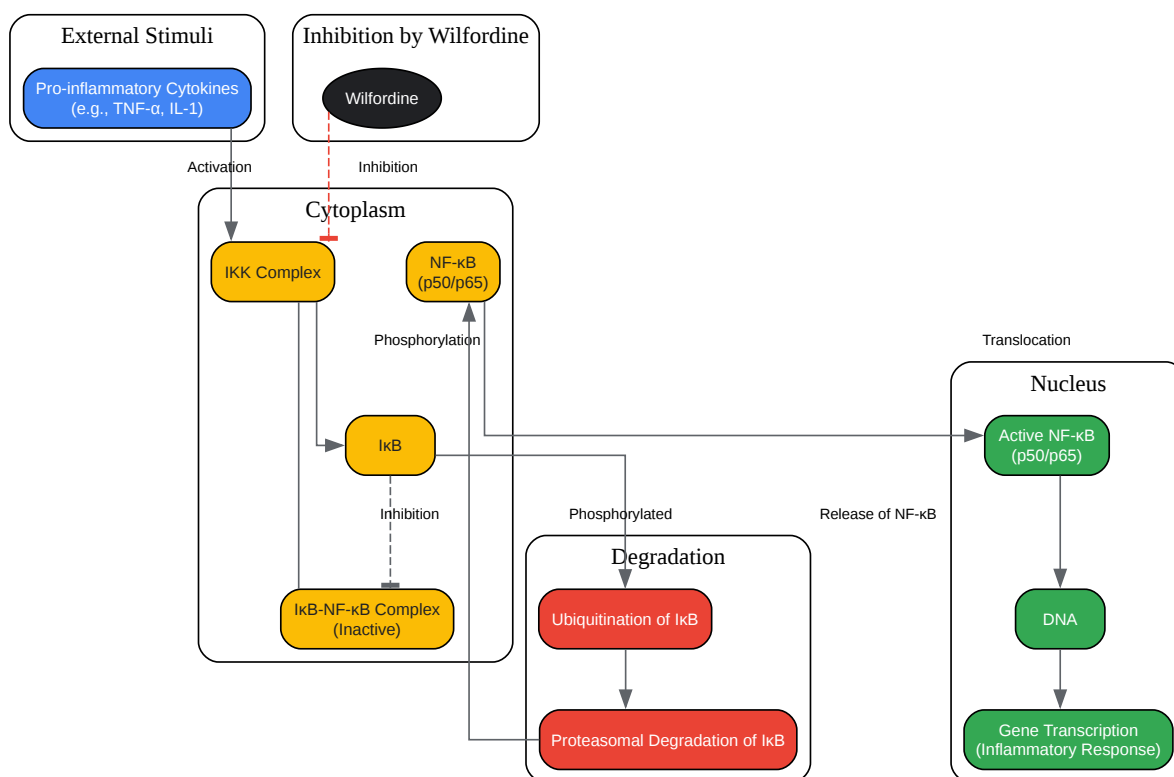 External Stimuli
Inhibition by Wilfordine
Pro-inflammatory Cytokines
(e.g., TNF-α, IL-1)
Wilfordine
Activation
Inhibition
Cytoplasm
IKK Complex
NF-κB
(p50/p65)
Phosphorylation
Translocation
Nucleus
IκB
Active NF-κB
(p50/p65)
Inhibition
Phosphorylated
Release of NF-κB
Degradation
IκB-NF-κB Complex
(Inactive)
Ubiquitination of IκB
DNA
Proteasomal Degradation of IκB
Gene Transcription
(Inflammatory Response)